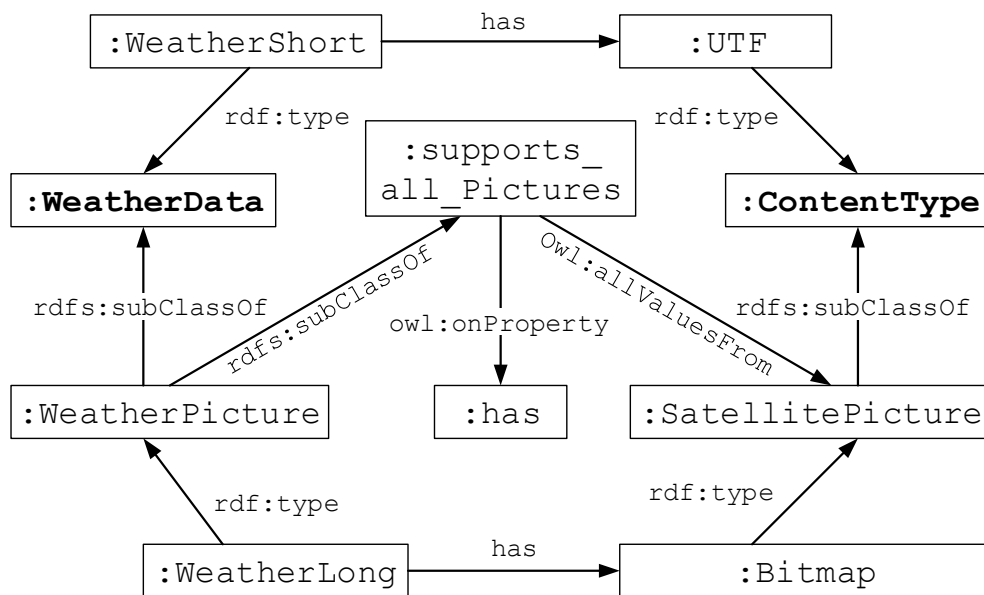 has
:WeatherShort
:UTF
rdf:type
rdf:type
:supports_
all_Pictures
:WeatherData
:ContentType
rdfs:subClassOf
rdfs:subClassOf
owl:onProperty
Owl:allValuesFrom
rdfs:subClassOf
:WeatherPicture
:has
:SatellitePicture
rdf:type
rdf:type
has
:WeatherLong
:Bitmap